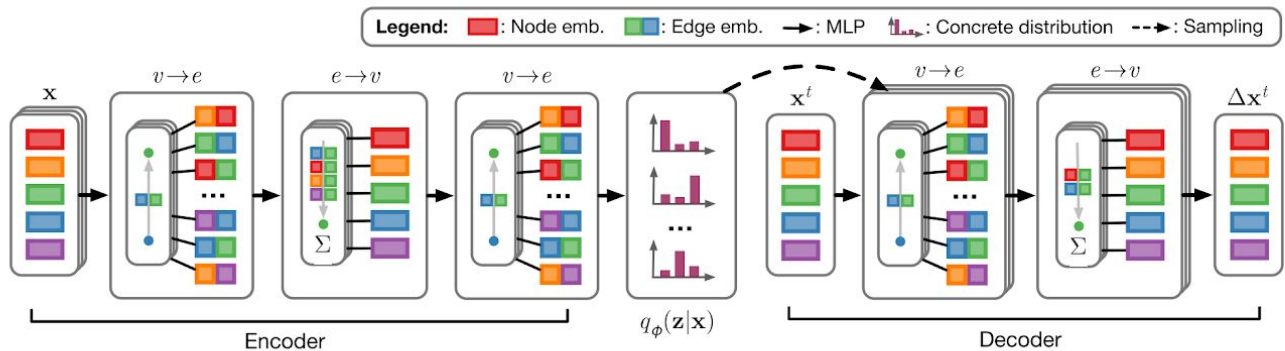 Legend: : Node emb. : Edge emb. : MLP : Concrete distribution : Sampling
v→e e→v v→e v→e e→v
x x^t Δx^t
... ... ... ...
Σ Σ
q_ϕ(z|x)
Encoder Decoder